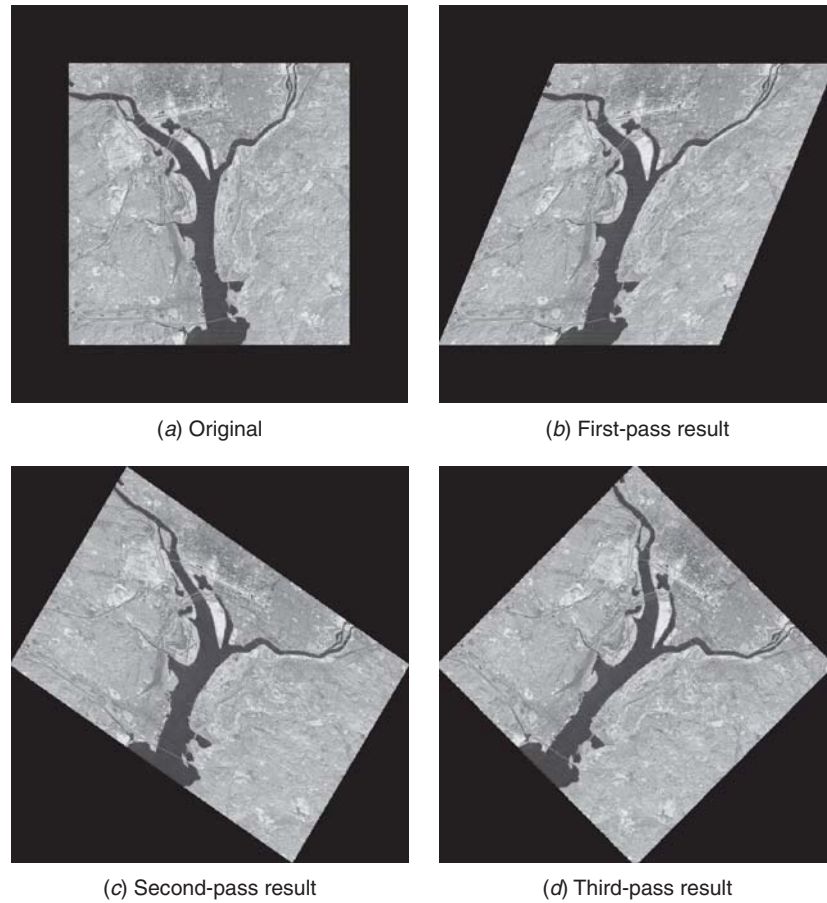 (a) Original
(b) First-pass result
(c) Second-pass result
(d) Third-pass result